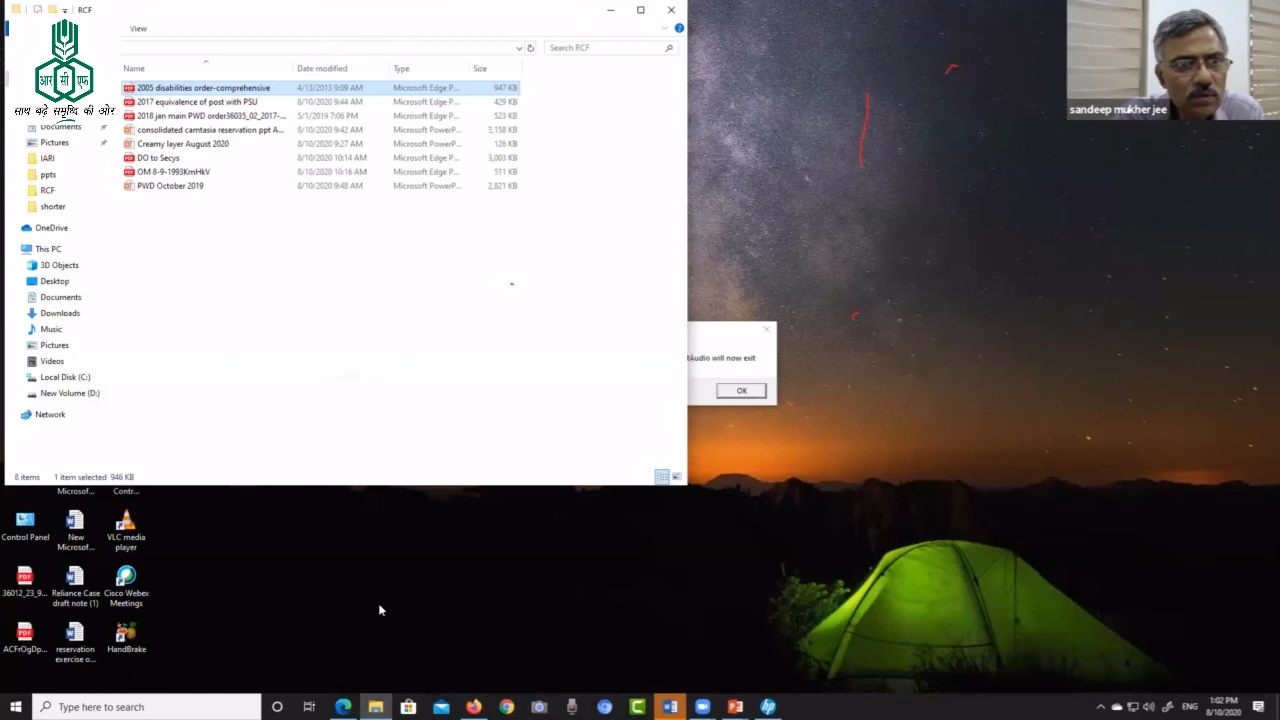 RCF
View
Search RCF
Name Date modified Type Size
2005 disabilities order-comprehensive 4/13/2013 9:09 AM Microsoft Edge P... 947 KB
2017 equivalence of post with PSU 8/10/2020 9:44 AM Microsoft Edge P... 429 KB
2018 jan main PWD order36035_02_2017-... 5/1/2019 7:06 PM Microsoft Edge P... 523 KB
consolidated camtasia reservation ppt A... 8/10/2020 9:42 AM Microsoft PowerP... 3,158 KB
Creamy layer August 2020 8/10/2020 9:27 AM Microsoft PowerP... 126 KB
DO to Secys 8/10/2020 10:14 AM Microsoft Edge P... 3,003 KB
OM 8-9-1993KmHkV 8/10/2020 10:16 AM Microsoft Edge P... 511 KB
PWD October 2019 8/10/2020 9:48 AM Microsoft PowerP... 2,821 KB
आर सी एफ
साथ बढ़े समृद्धि की ओर
Documents
Pictures
IARI
ppts
RCF
shorter
OneDrive
This PC
3D Objects
Desktop
Documents
Downloads
Music
Pictures
Videos
Local Disk (C:)
New Volume (D:)
Network
8 items 1 item selected 946 KB
sandeep mukherjee
tAudio will now exit
OK
Microsof... Contr...
Control Panel
New Microsof...
VLC media player
36012_23_9...
Reliance Case draft note (1)
Cisco Webex Meetings
ACFrOgDp...
reservation exercise o...
HandBrake
Type here to search
1:02 PM
8/10/2020